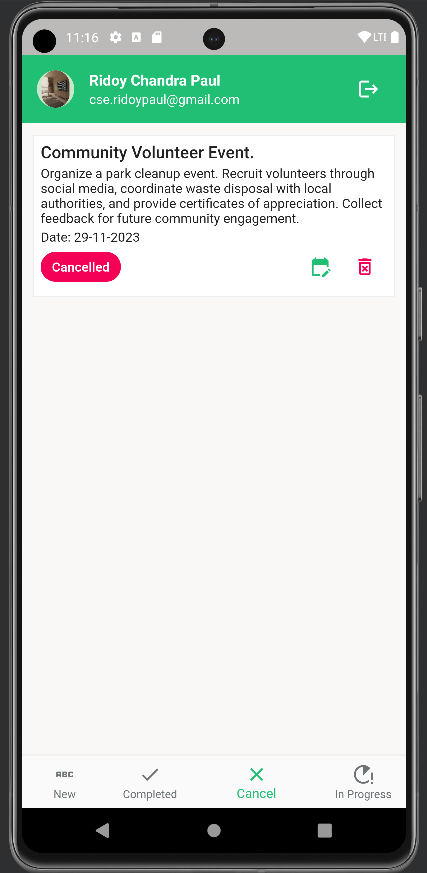 11:16 A LTE
Ridoy Chandra Paul
cse.ridoypaul@gmail.com
Community Volunteer Event.
Organize a park cleanup event. Recruit volunteers through
social media, coordinate waste disposal with local
authorities, and provide certificates of appreciation. Collect
feedback for future community engagement.
Date: 29-11-2023
Cancelled
ABC
New
Completed
Cancel
In Progress